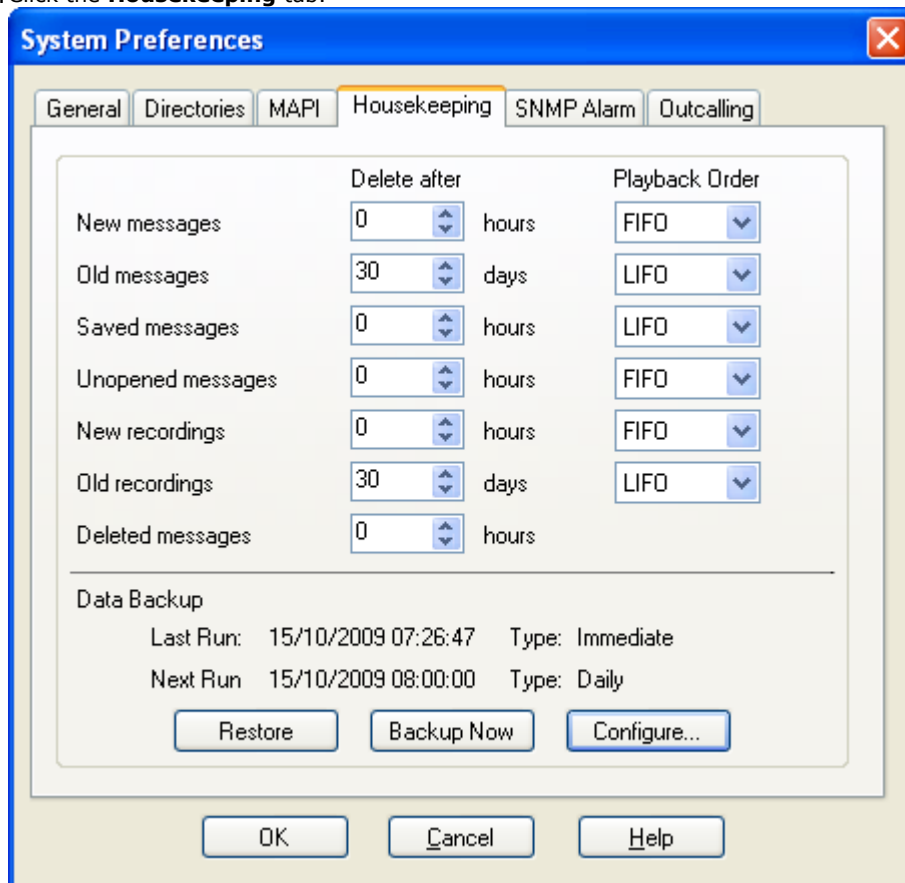 Click the Housekeeping tab.
System Preferences
General Directories MAPI Housekeeping SNMP Alarm Outcalling
Delete after Playback Order
New messages 0 hours FIFO
Old messages 30 days LIFO
Saved messages 0 hours LIFO
Unopened messages 0 hours FIFO
New recordings 0 hours FIFO
Old recordings 30 days LIFO
Deleted messages 0 hours
Data Backup
Last Run: 15/10/2009 07:26:47 Type: Immediate
Next Run 15/10/2009 08:00:00 Type: Daily
Restore Backup Now Configure...
OK Cancel Help